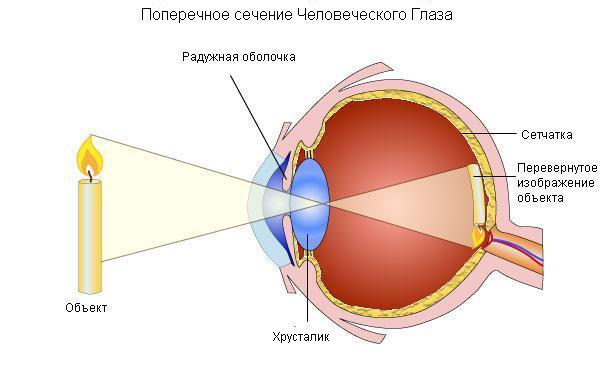 Поперечное сечение Человеческого Глаза
Радужная оболочка
Сетчатка
Перевернутое
изображение
объекта
Объект
Хрусталик